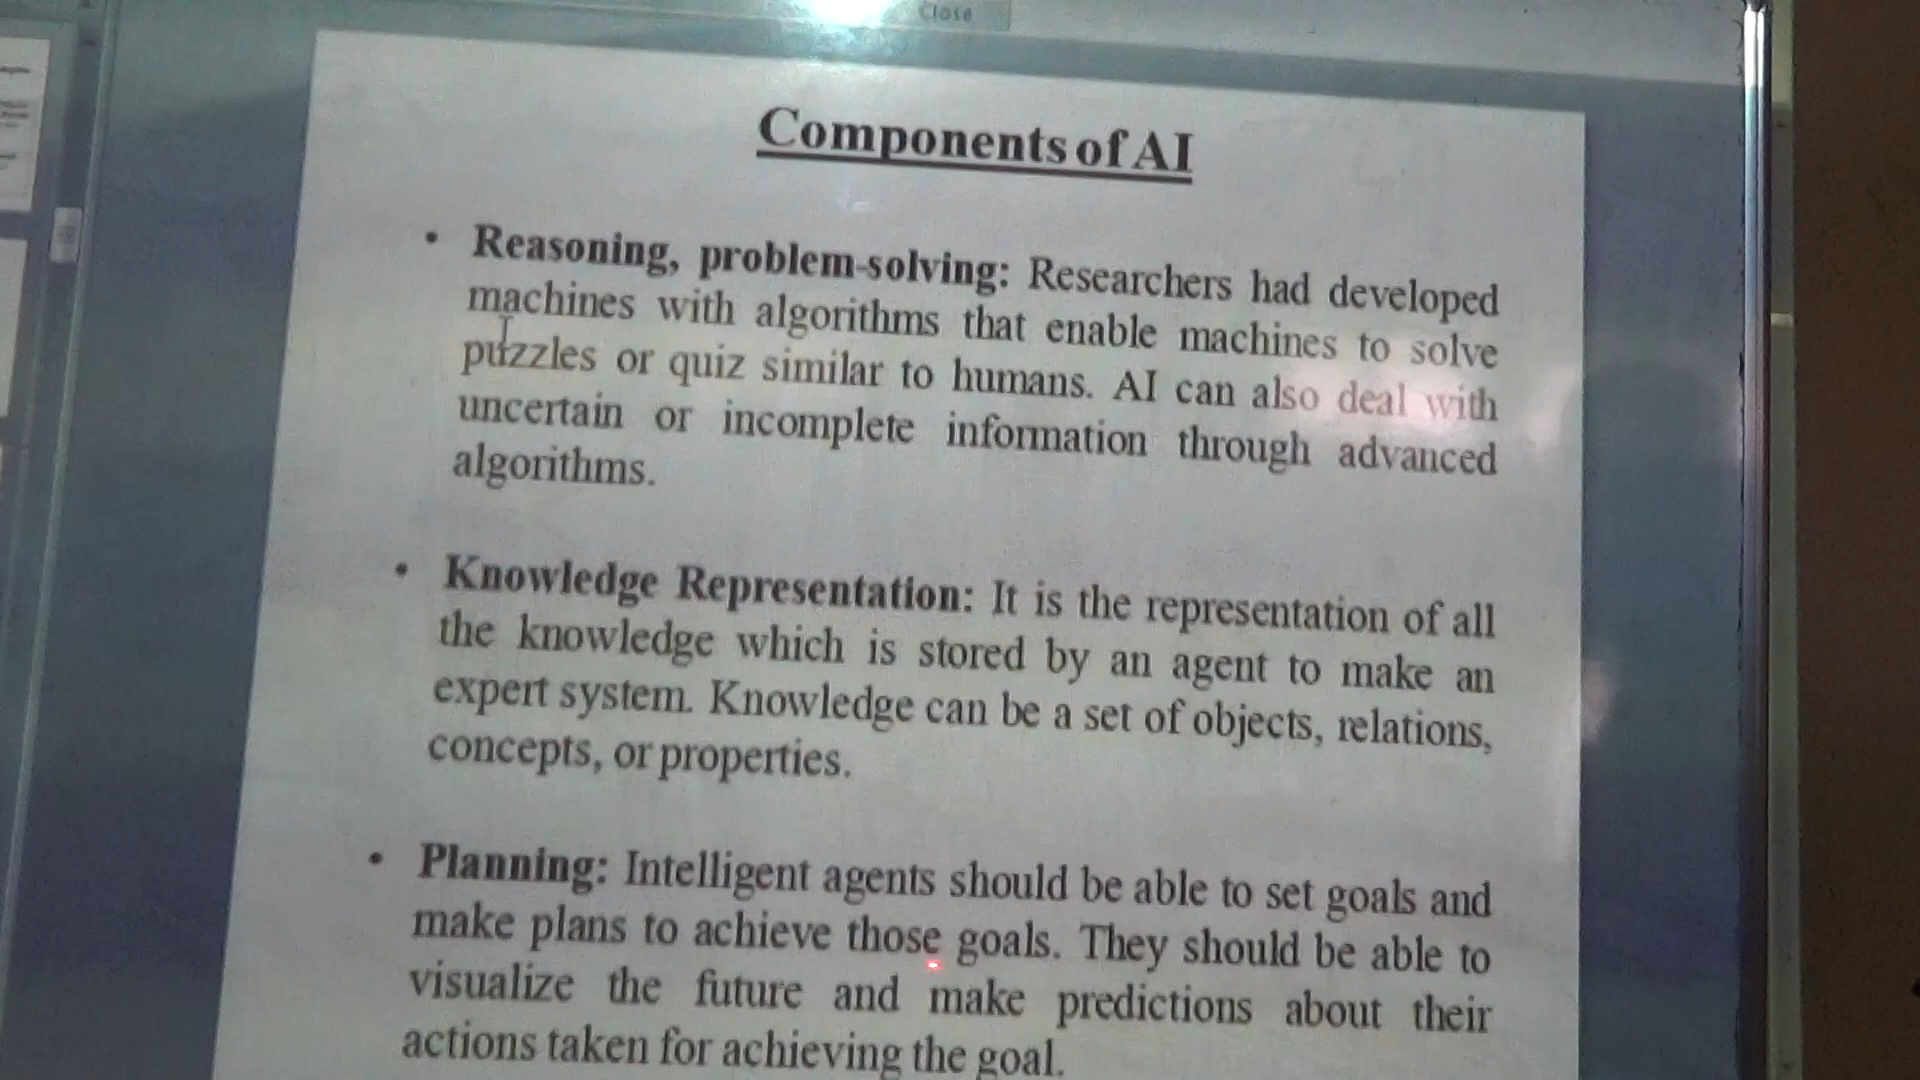 Close
Components of AI
• Reasoning, problem-solving: Researchers had developed
machines with algorithms that enable machines to solve
puzzles or quiz similar to humans. AI can also deal with
uncertain or incomplete information through advanced
algorithms.
• Knowledge Representation: It is the representation of all
the knowledge which is stored by an agent to make an
expert system. Knowledge can be a set of objects, relations,
concepts, or properties.
• Planning: Intelligent agents should be able to set goals and
make plans to achieve those goals. They should be able to
visualize the future and make predictions about their
actions taken for achieving the goal.